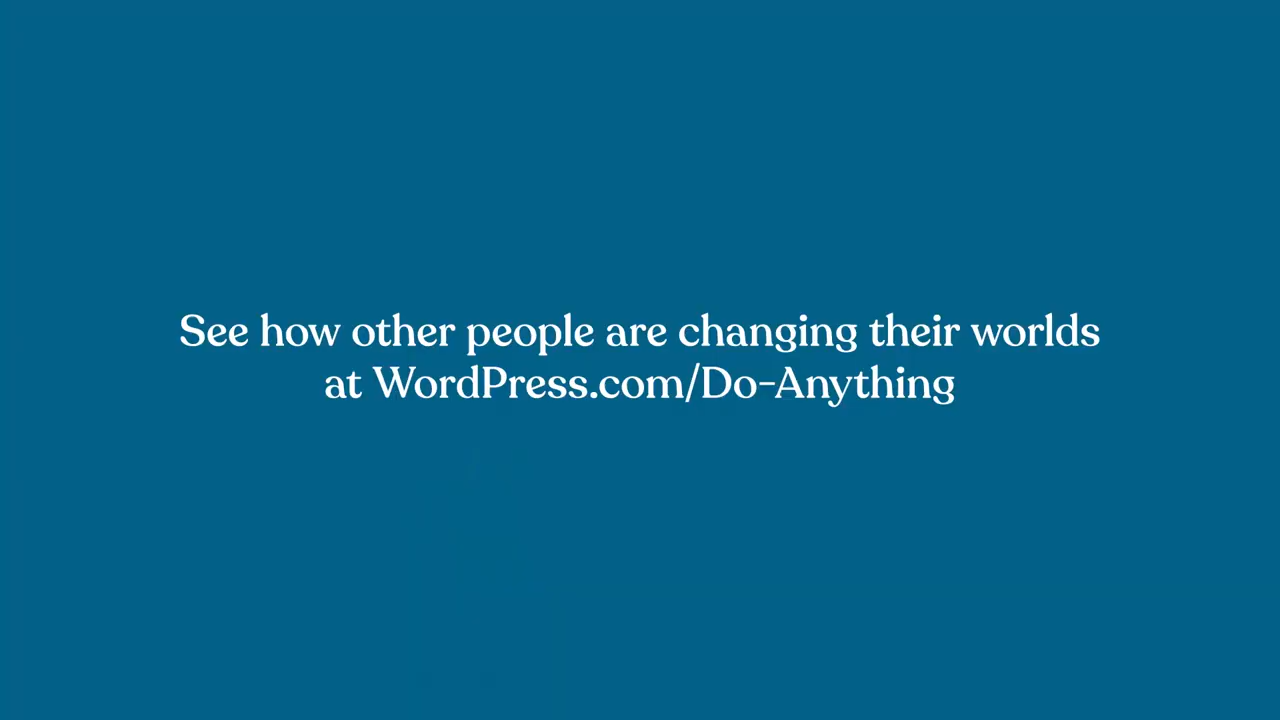 See how other people are changing their worlds
at WordPress.com/Do-Anything